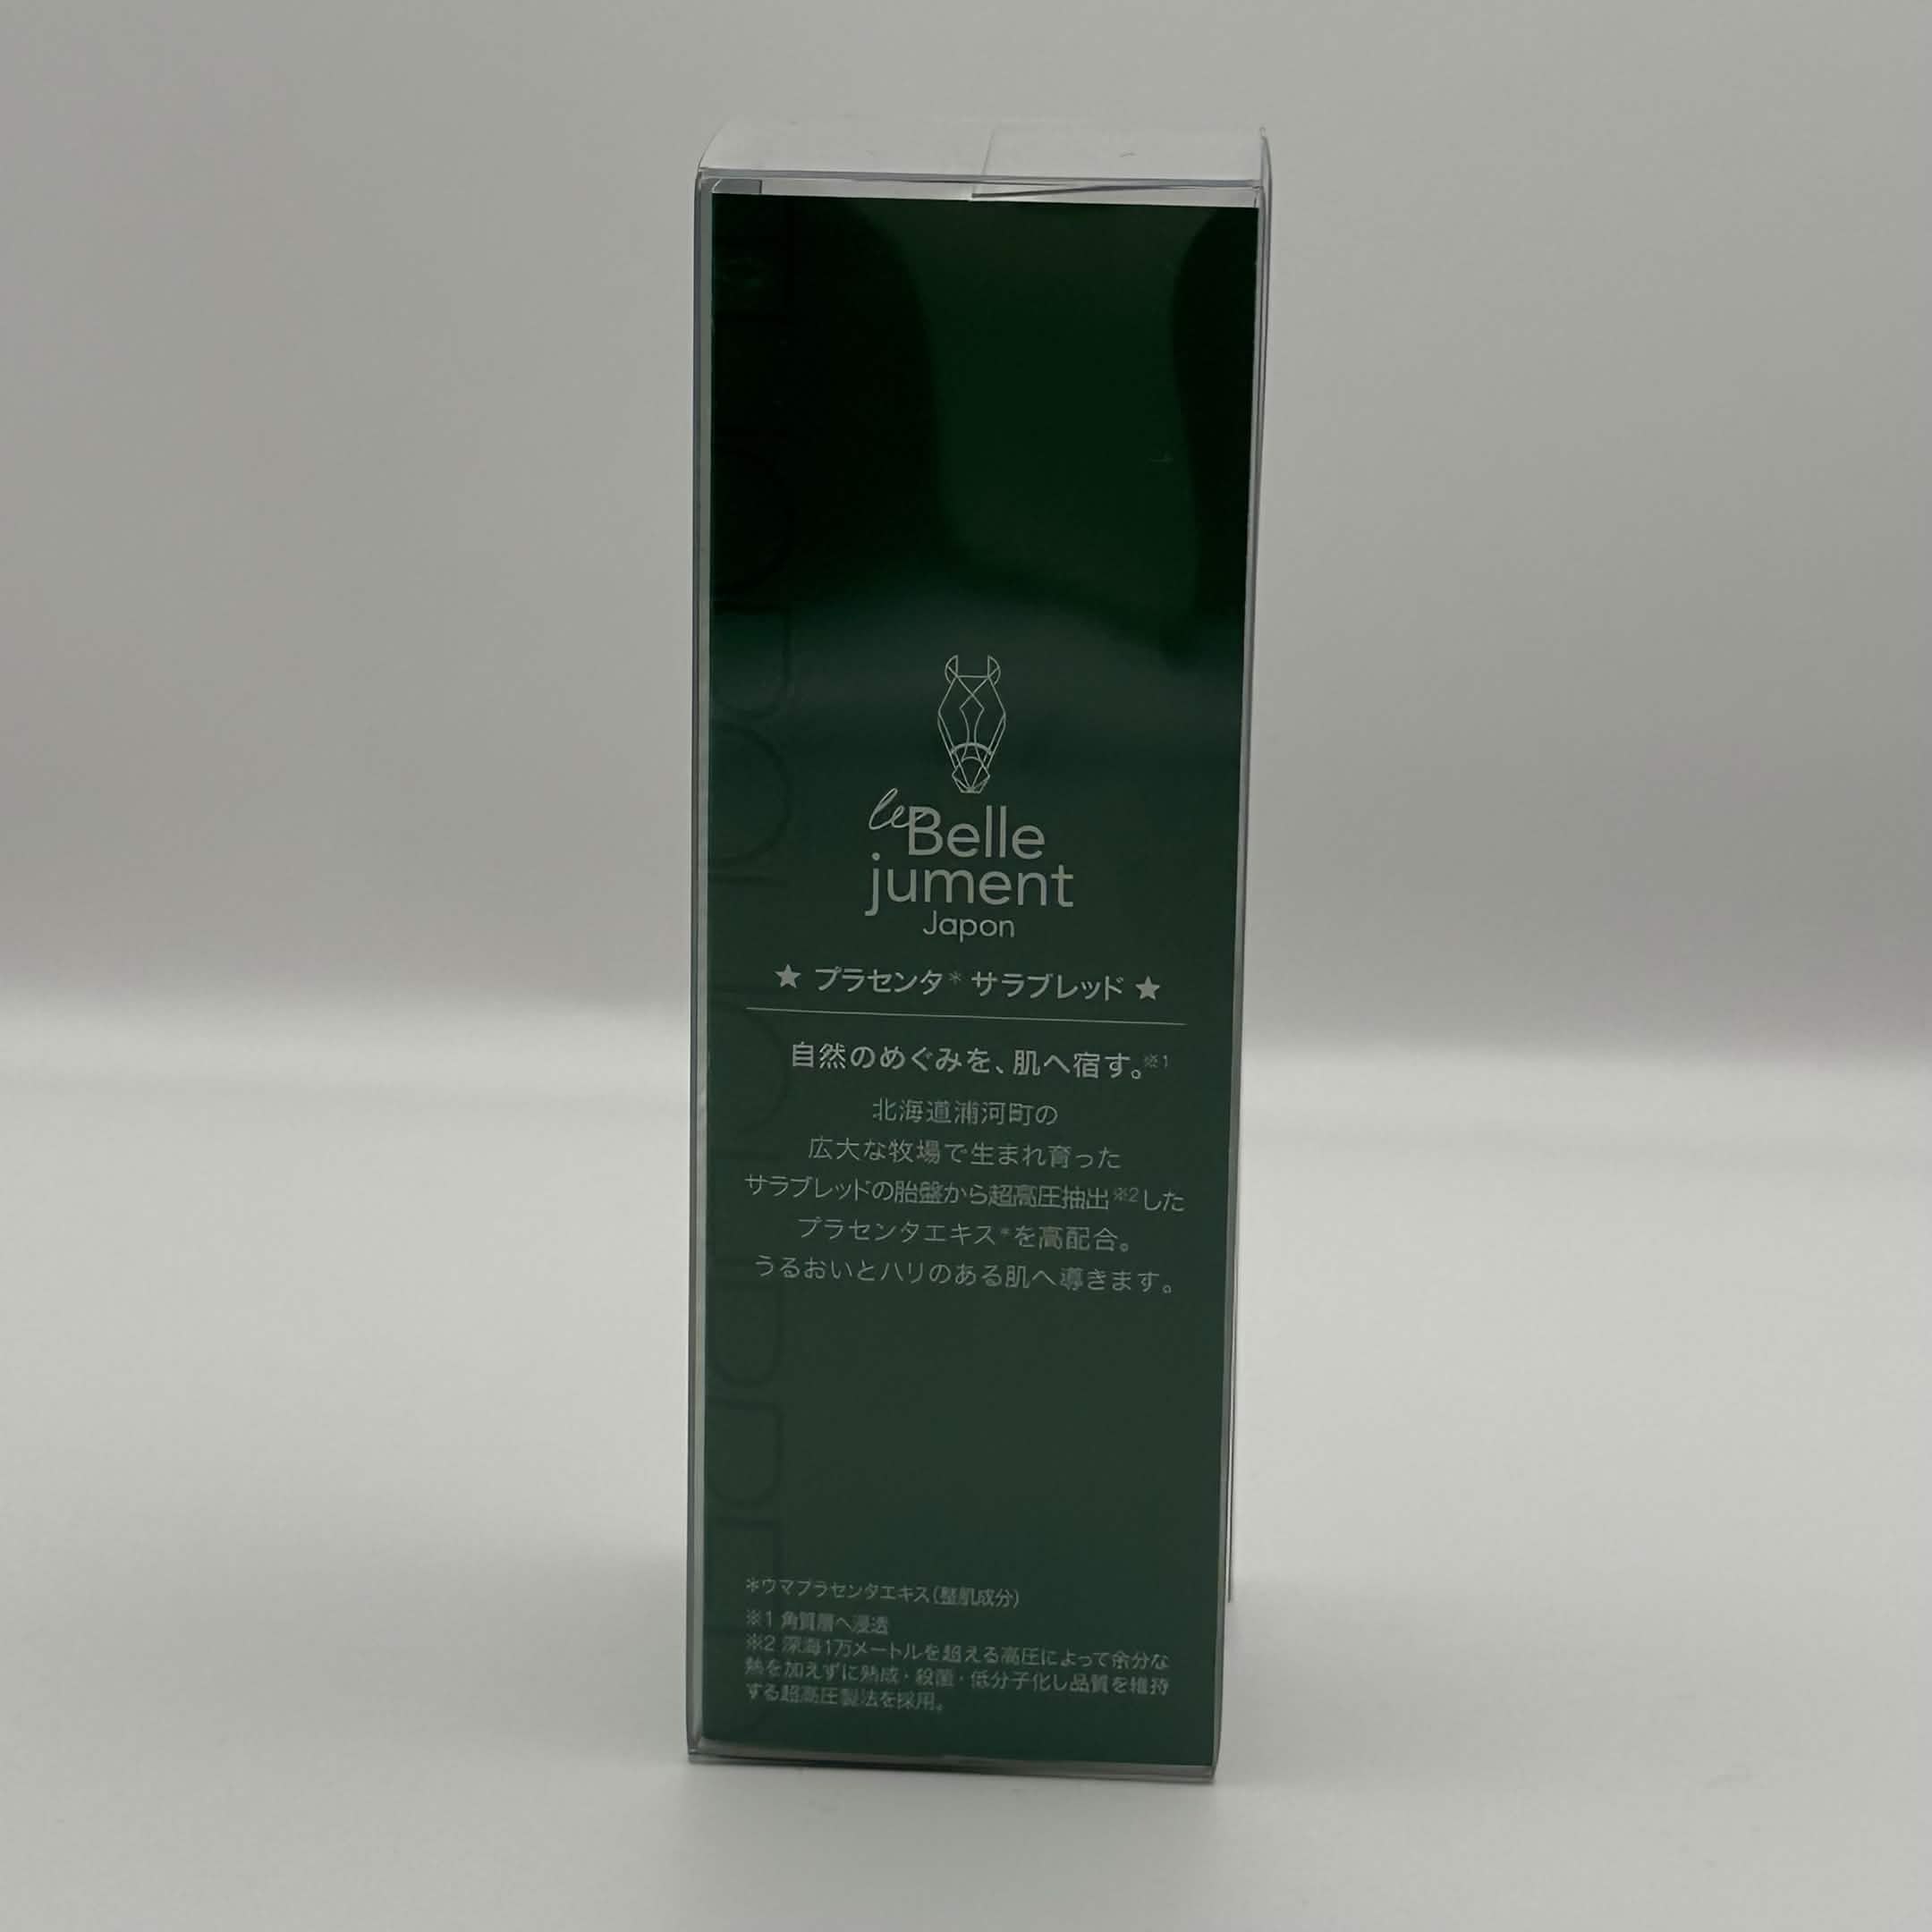 le Belle
jument
Japon
★ プラセンタ* サラブレッド ★
自然のめぐみを、肌へ宿す。※1
北海道浦河町の
広大な牧場で生まれ育った
サラブレッドの胎盤から超高圧抽出※2した
プラセンタエキス*を高配合。
うるおいとハリのある肌へ導きます。
*ウマプラセンタエキス(整肌成分)
※1 角質層へ浸透
※2 深海1万メートルを超える高圧によって余分な
熱を加えずに熟成・殺菌・低分子化し品質を維持
する超高圧製法を採用。